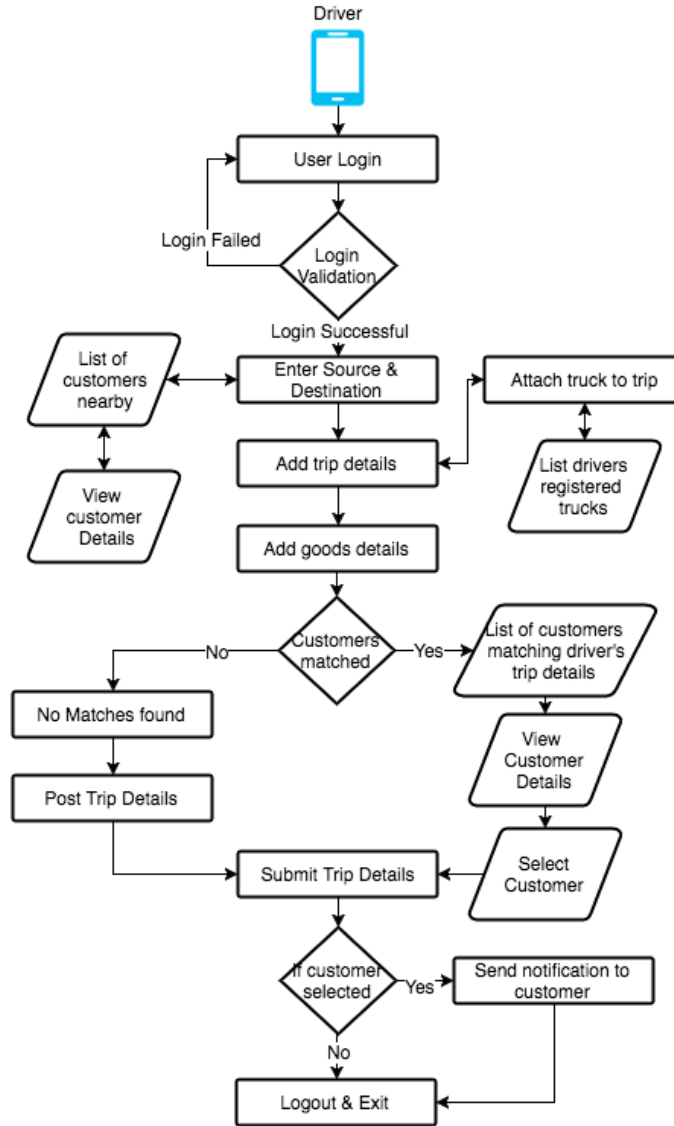 Driver
User Login
Login Failed
Login
Validation
Login Successful
List of
customers
nearby
Enter Source &
Destination
Attach truck to trip
View
customer
Details
Add trip details
List drivers
registered
trucks
Add goods details
Customers
matched
No
Yes
List of customers
matching driver's
trip details
No Matches found
View
Customer
Details
Post Trip Details
Submit Trip Details
Select
Customer
If customer
selected
Yes
Send notification to
customer
No
Logout & Exit